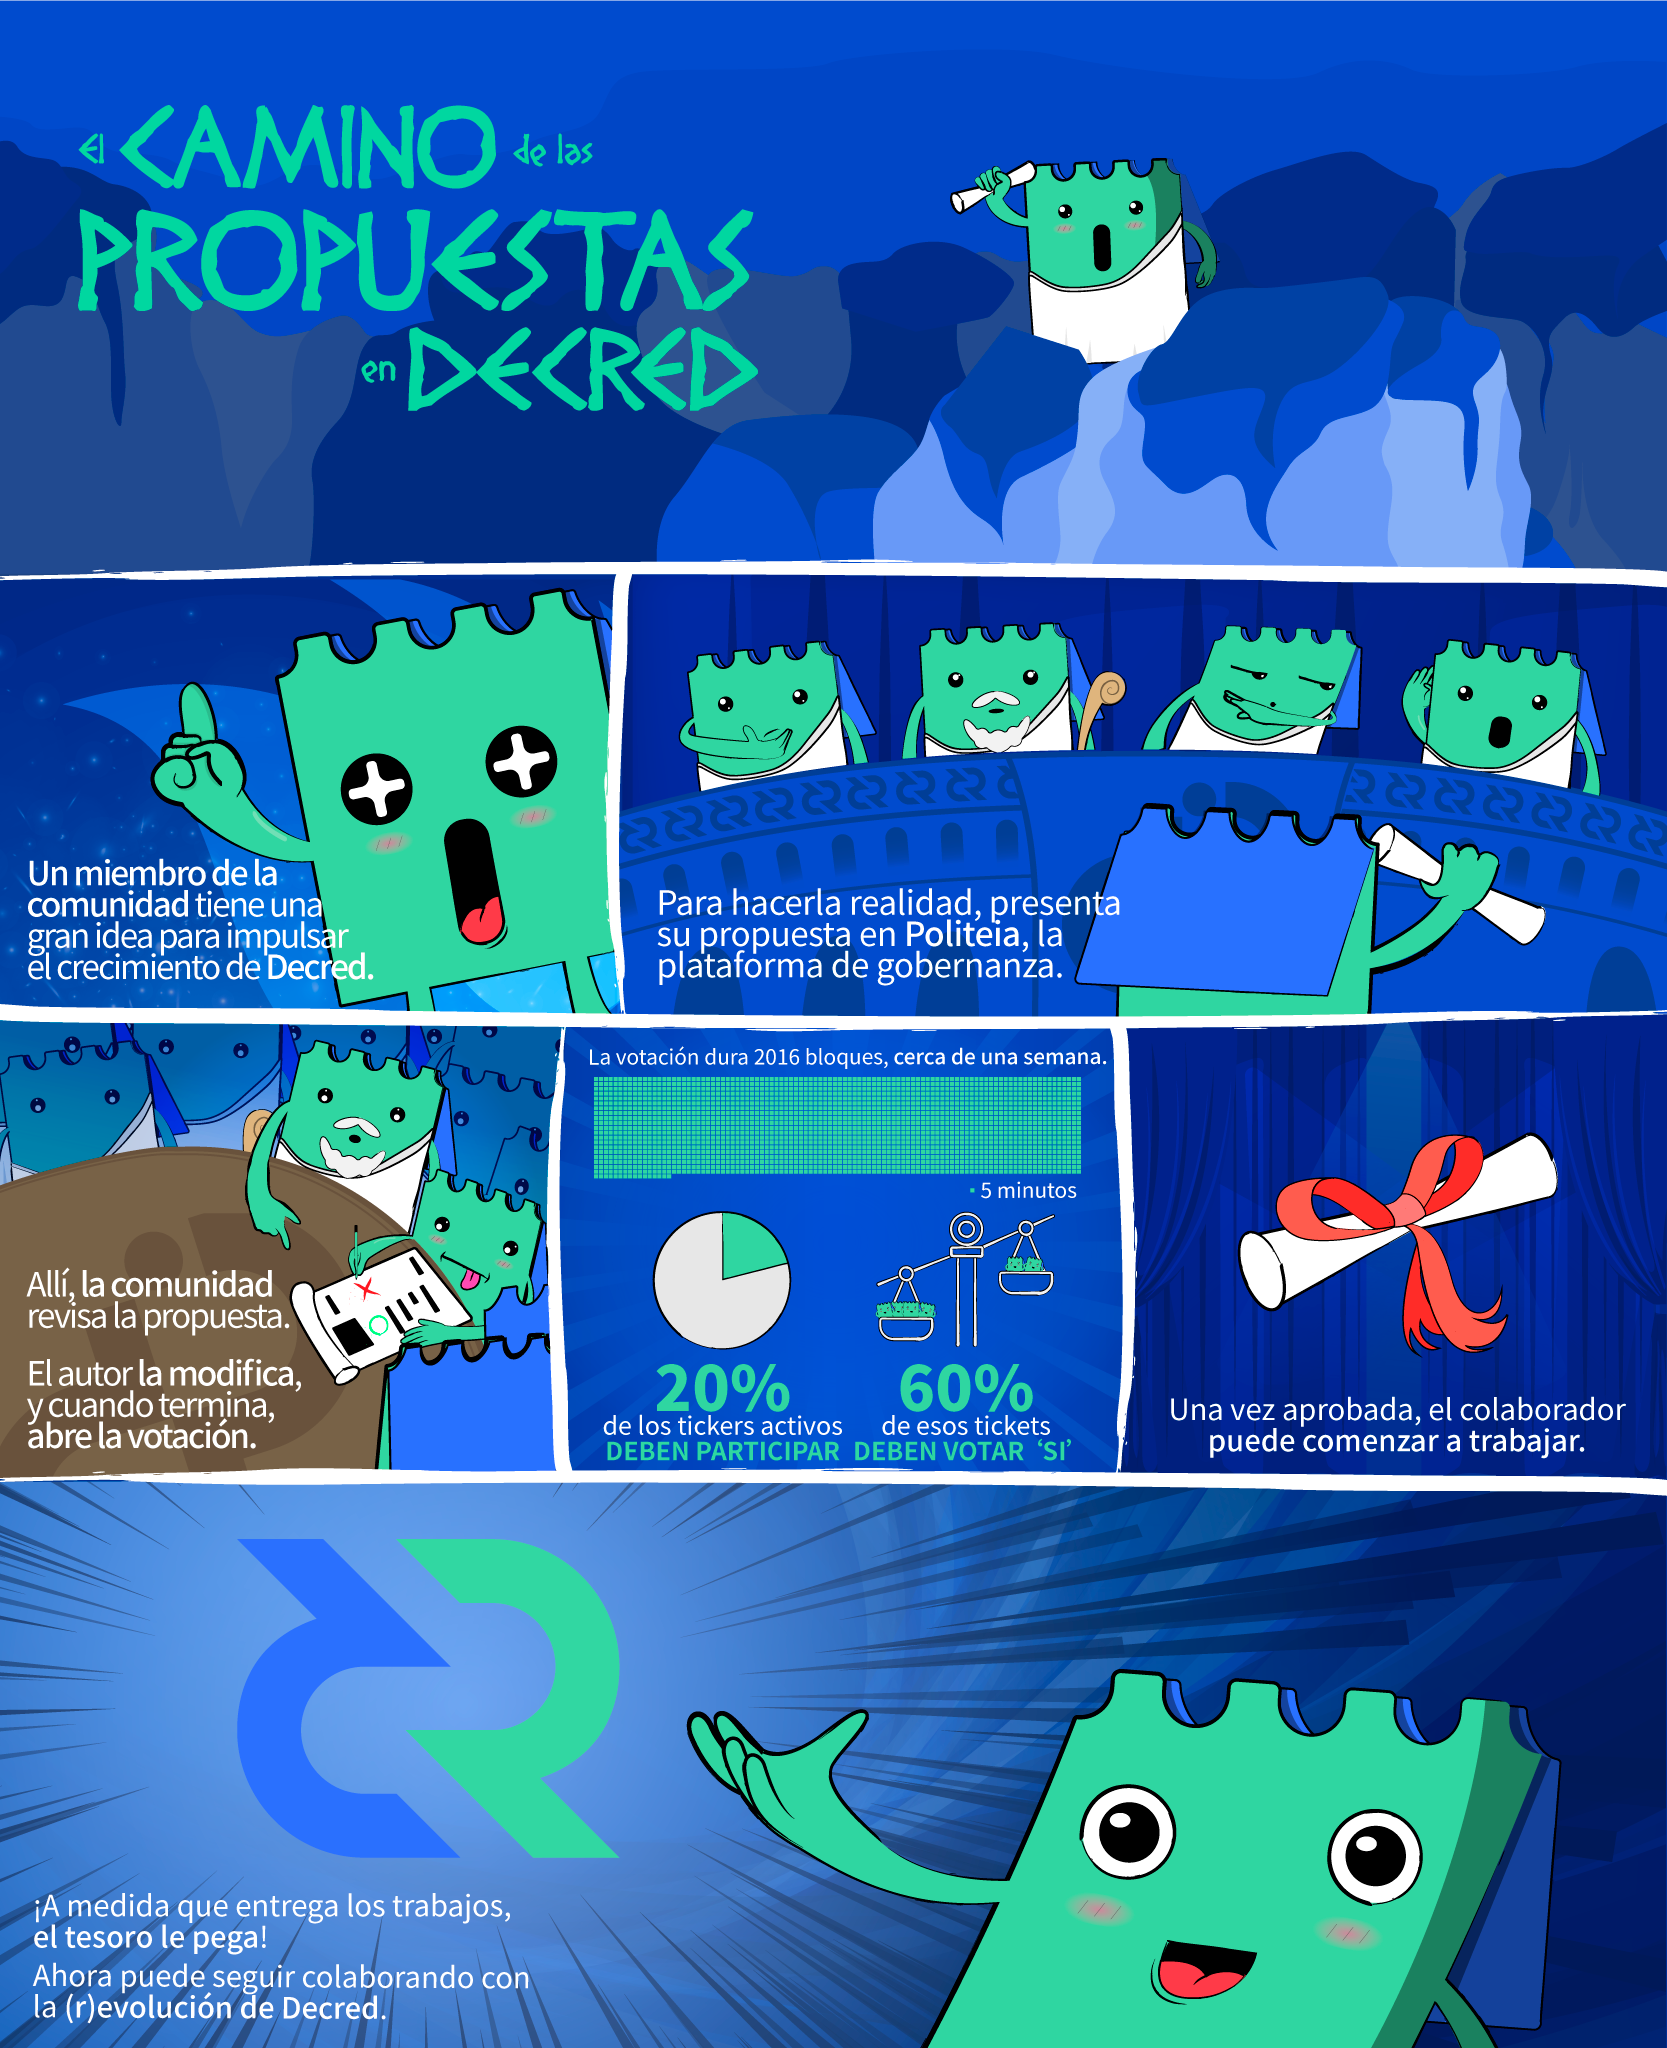 El CAMINO de las
PROPUESTAS
en DECRED
Un miembro de la
comunidad tiene una
gran idea para impulsar
el crecimiento de Decred.
Para hacerla realidad, presenta
su propuesta en Politeia, la
plataforma de gobernanza.
Allí, la comunidad
revisa la propuesta.
El autor la modifica,
y cuando termina,
abre la votación.
La votación dura 2016 bloques, cerca de una semana.
5 minutos
20%
de los tickers activos
DEBEN PARTICIPAR
60%
de esos tickets
DEBEN VOTAR ‘SI’
Una vez aprobada, el colaborador
puede comenzar a trabajar.
¡A medida que entrega los trabajos,
el tesoro le pega!
Ahora puede seguir colaborando con
la (r)evolución de Decred.